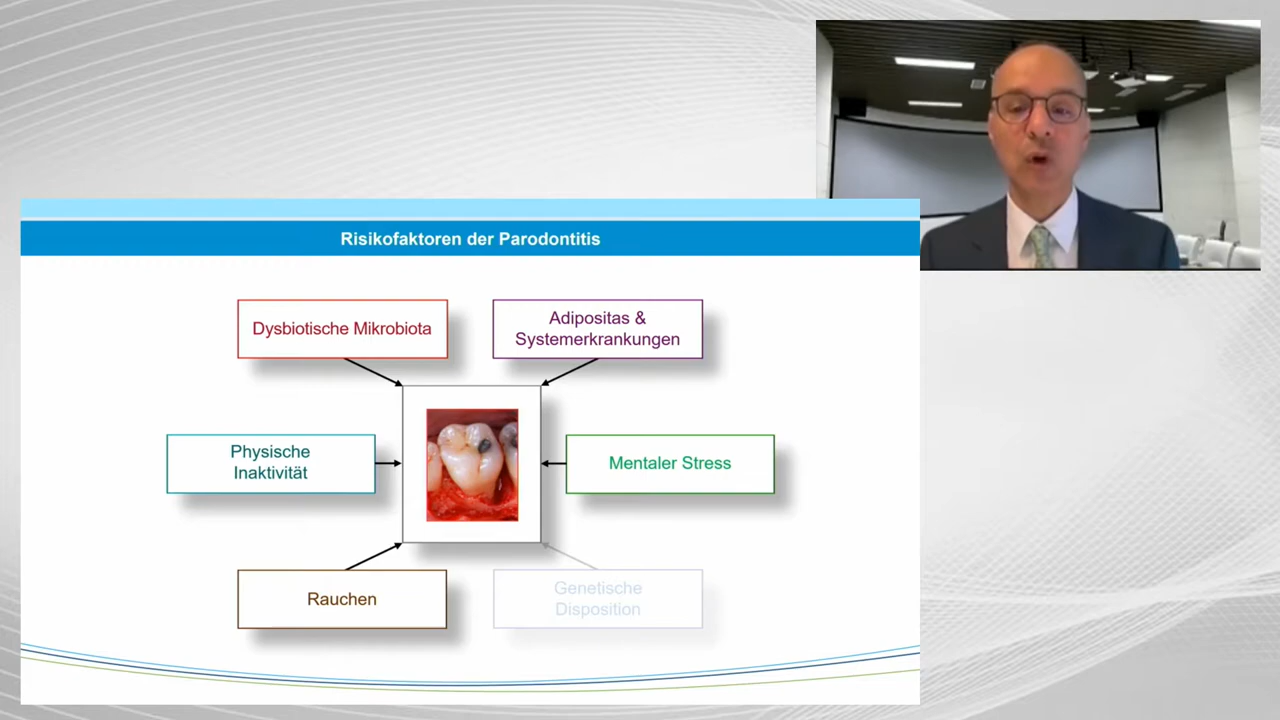 Risikofaktoren der Parodontitis
Dysbiotische Mikrobiota
Adipositas &
Systemerkrankungen
Physische
Inaktivität
Mentaler Stress
Rauchen
Genetische
Disposition